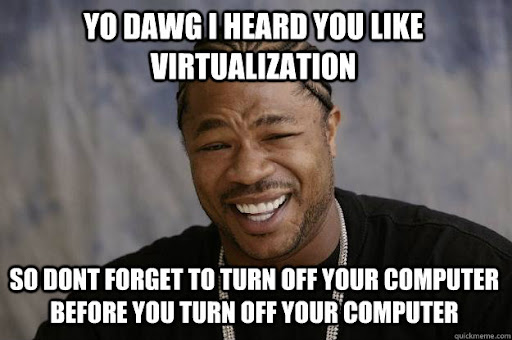 YO DAWG I HEARD YOU LIKE
VIRTUALIZATION
SO DONT FORGET TO TURN OFF YOUR COMPUTER
BEFORE YOU TURN OFF YOUR COMPUTER
quickmeme.com